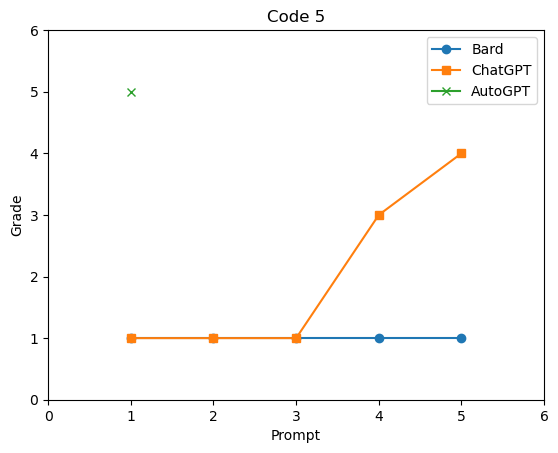 Code 5
Bard
ChatGPT
AutoGPT
Grade
6
5
4
3
2
1
0
0 1 2 3 4 5 6
Prompt